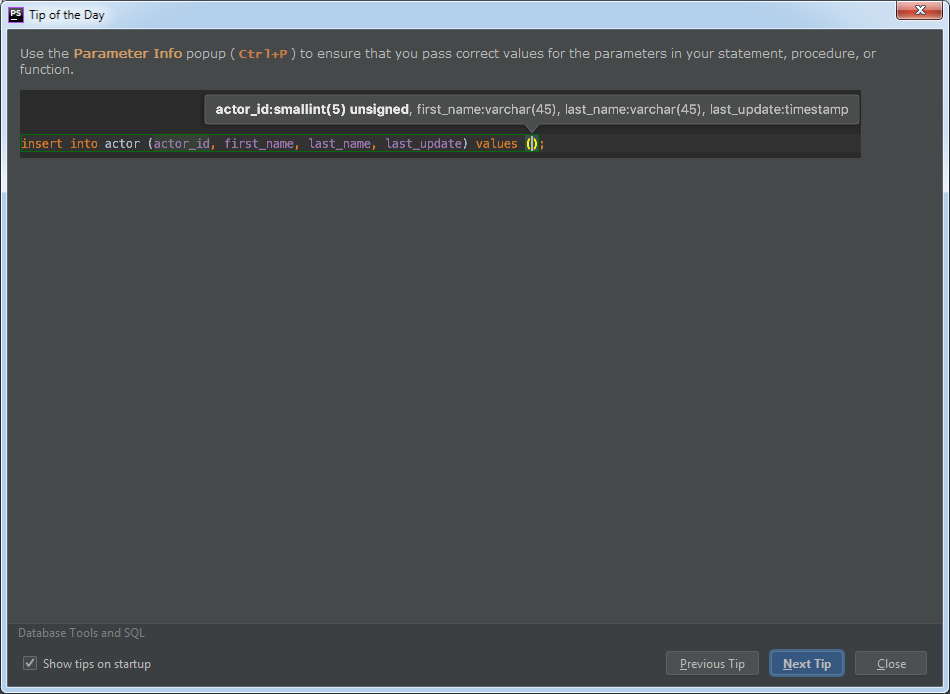 PS Tip of the Day
Use the Parameter Info popup ( Ctrl+P ) to ensure that you pass correct values for the parameters in your statement, procedure, or
function.
actor_id:smallint(5) unsigned, first_name:varchar(45), last_name:varchar(45), last_update:timestamp
insert into actor (actor_id, first_name, last_name, last_update) values ();
Database Tools and SQL
Show tips on startup
Previous Tip
Next Tip
Close